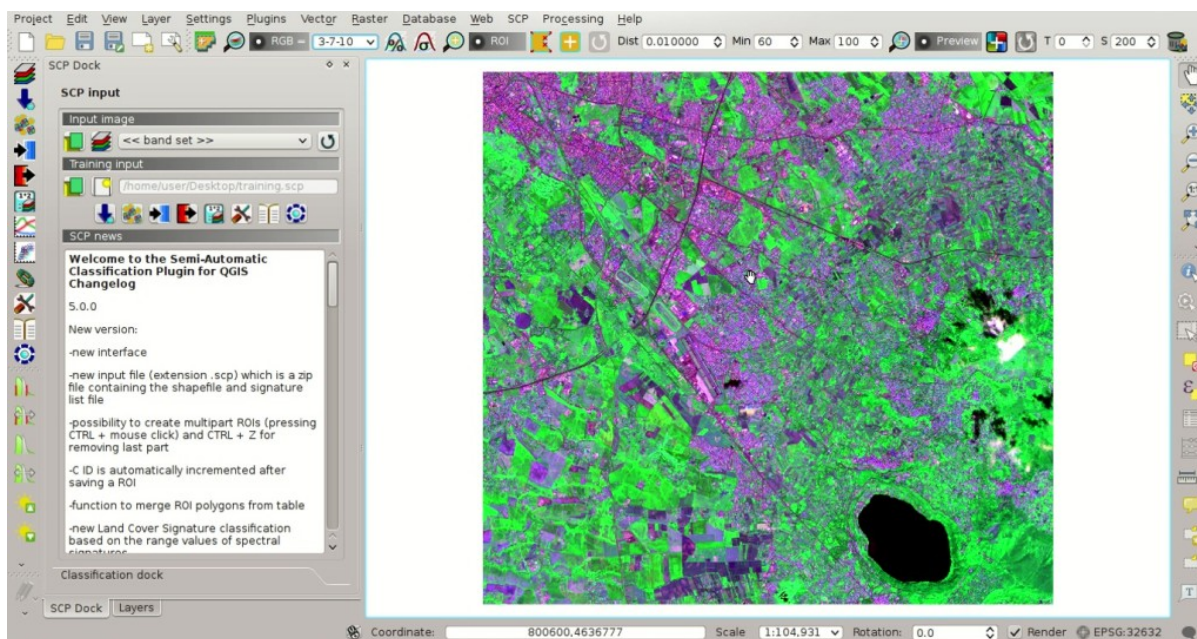 Project Edit View Layer Settings Plugins Vector Raster Database Web SCP Processing Help
RGB = 3-7-10 ROI Dist 0.010000 Min 60 Max 100 Preview T 0 S 200
SCP Dock
SCP input
Input image
<< band set >>
Training input
/home/user/Desktop/training.scp
SCP news
Welcome to the Semi-Automatic
Classification Plugin for QGIS
Changelog
5.0.0
New version:
-new interface
-new input file (extension .scp) which is a zip
file containing the shapefile and signature
list file
-possibility to create multipart ROIs (pressing
CTRL + mouse click) and CTRL + Z for
removing last part
-C ID is automatically incremented after
saving a ROI
-function to merge ROI polygons from table
-new Land Cover Signature classification
based on the range values of spectral
signatures
Classification dock
SCP Dock Layers
Coordinate: 800600,4636777 Scale 1:104,931 Rotation: 0.0 Render EPSG:32632